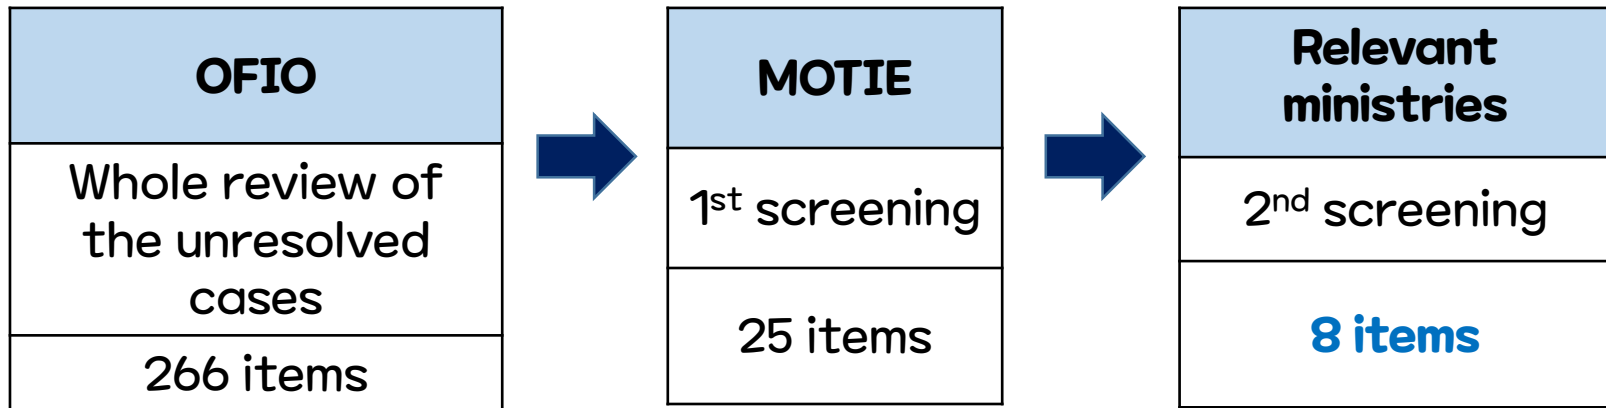 OFIO
Whole review of
the unresolved
cases
266 items
MOTIE
1st screening
25 items
Relevant
ministries
2nd screening
8 items